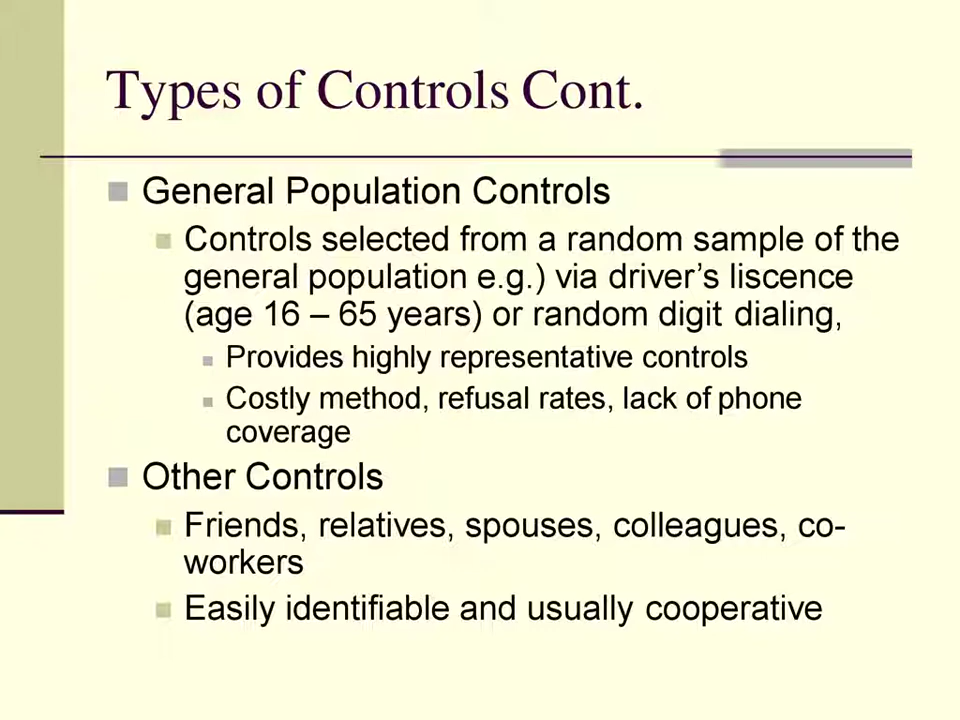 Types of Controls Cont.
General Population Controls
Controls selected from a random sample of the
general population e.g.) via driver’s liscence
(age 16 – 65 years) or random digit dialing,
Provides highly representative controls
Costly method, refusal rates, lack of phone
coverage
Other Controls
Friends, relatives, spouses, colleagues, co-
workers
Easily identifiable and usually cooperative